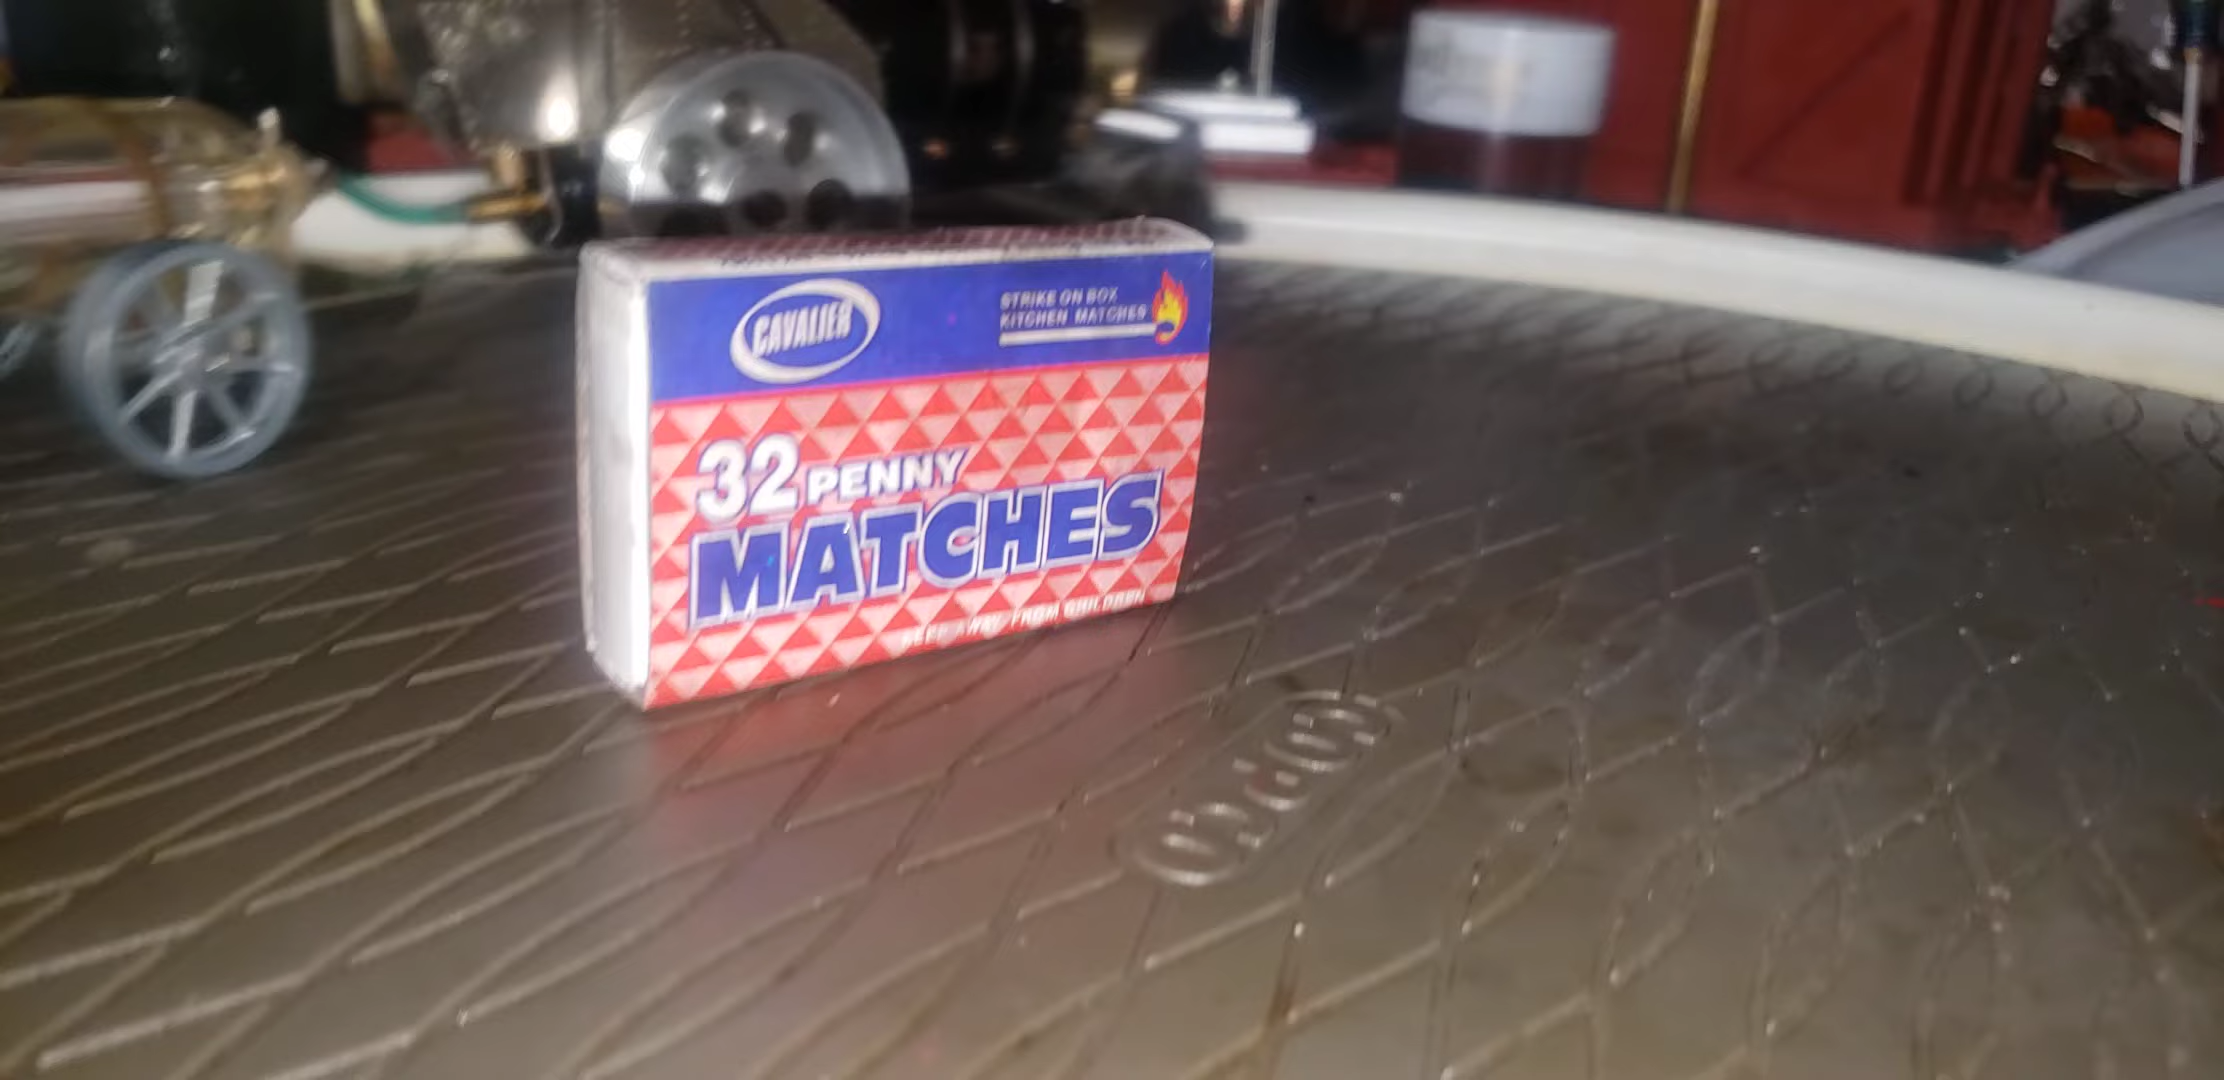 CAVALIER
STRIKE ON BOX
KITCHEN MATCHES
32 PENNY
MATCHES
KEEP AWAY FROM CHILDREN